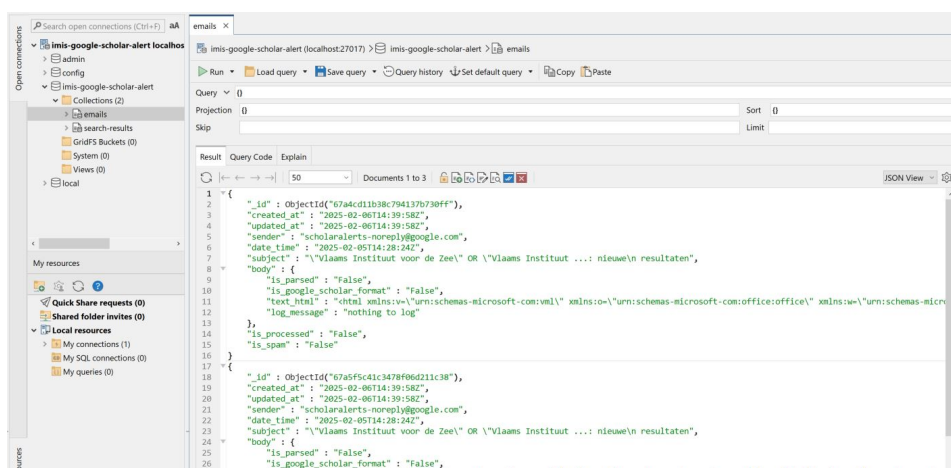 Open connections
Search open connections (Ctrl+F) aA
imis-google-scholar-alert localhos
admin
config
imis-google-scholar-alert
Collections (2)
emails
search-results
GridFS Buckets (0)
System (0)
Views (0)
local
My resources
Quick Share requests (0)
Shared folder invites (0)
Local resources
My connections (1)
My SQL connections (0)
My queries (0)
emails ×
imis-google-scholar-alert (localhost:27017) > imis-google-scholar-alert > emails
Run Load query Save query Query history Set default query Copy Paste
Query {}
Projection {} Sort {}
Skip Limit
Result Query Code Explain
50 Documents 1 to 3 JSON View
1 {
2 "_id" : ObjectId("67a4cd11b38c794137b730ff"),
3 "created_at" : "2025-02-06T14:39:58Z",
4 "updated_at" : "2025-02-06T14:39:58Z",
5 "sender" : "scholaralerts-noreply@google.com",
6 "date_time" : "2025-02-05T14:28:24Z",
7 "subject" : "\"Vlaams Instituut voor de Zee\" OR \"Vlaams Instituut ...: nieuwe\n resultaten",
8 "body" : {
9 "is_parsed" : "False",
10 "is_google_scholar_format" : "False",
11 "text_html" : "<html xmlns:v=\"urn:schemas-microsoft-com:vml\" xmlns:o=\"urn:schemas-microsoft-com:office:office\" xmlns:w=\"urn:schemas-micro
12 "log_message" : "nothing to log"
13 },
14 "is_processed" : "False",
15 "is_spam" : "False"
16 }
17 {
18 "_id" : ObjectId("67a5f5c41c3478f06d211c38"),
19 "created_at" : "2025-02-06T14:39:58Z",
20 "updated_at" : "2025-02-06T14:39:58Z",
21 "sender" : "scholaralerts-noreply@google.com",
22 "date_time" : "2025-02-05T14:28:24Z",
23 "subject" : "\"Vlaams Instituut voor de Zee\" OR \"Vlaams Instituut ...: nieuwe\n resultaten",
24 "body" : {
25 "is_parsed" : "False",
26 "is_google_scholar_format" : "False",